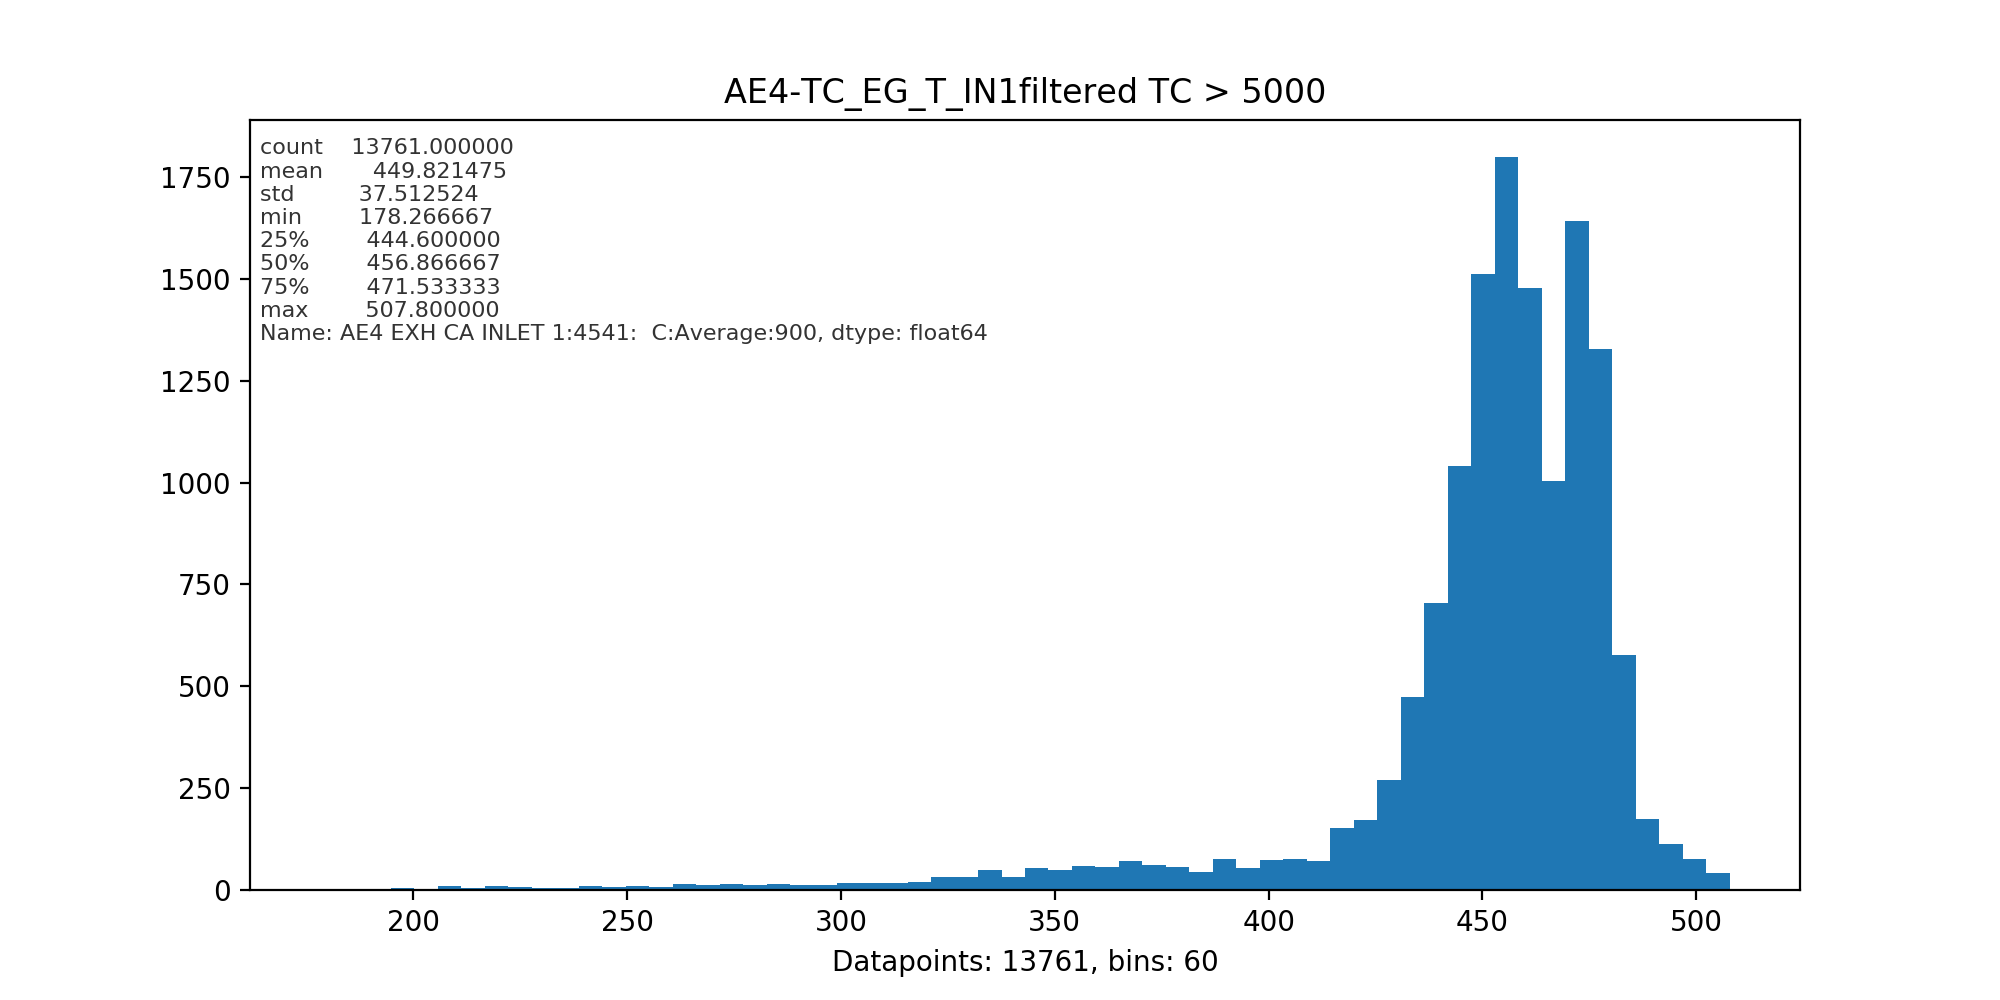 AE4-TC_EG_T_IN1filtered TC > 5000
count 13761.000000
mean 449.821475
std 37.512524
min 178.266667
25% 444.600000
50% 456.866667
75% 471.533333
max 507.800000
Name: AE4 EXH CA INLET 1:4541:  C:Average:900, dtype: float64
1750
1500
1250
1000
750
500
250
0
200 250 300 350 400 450 500
Datapoints: 13761, bins: 60